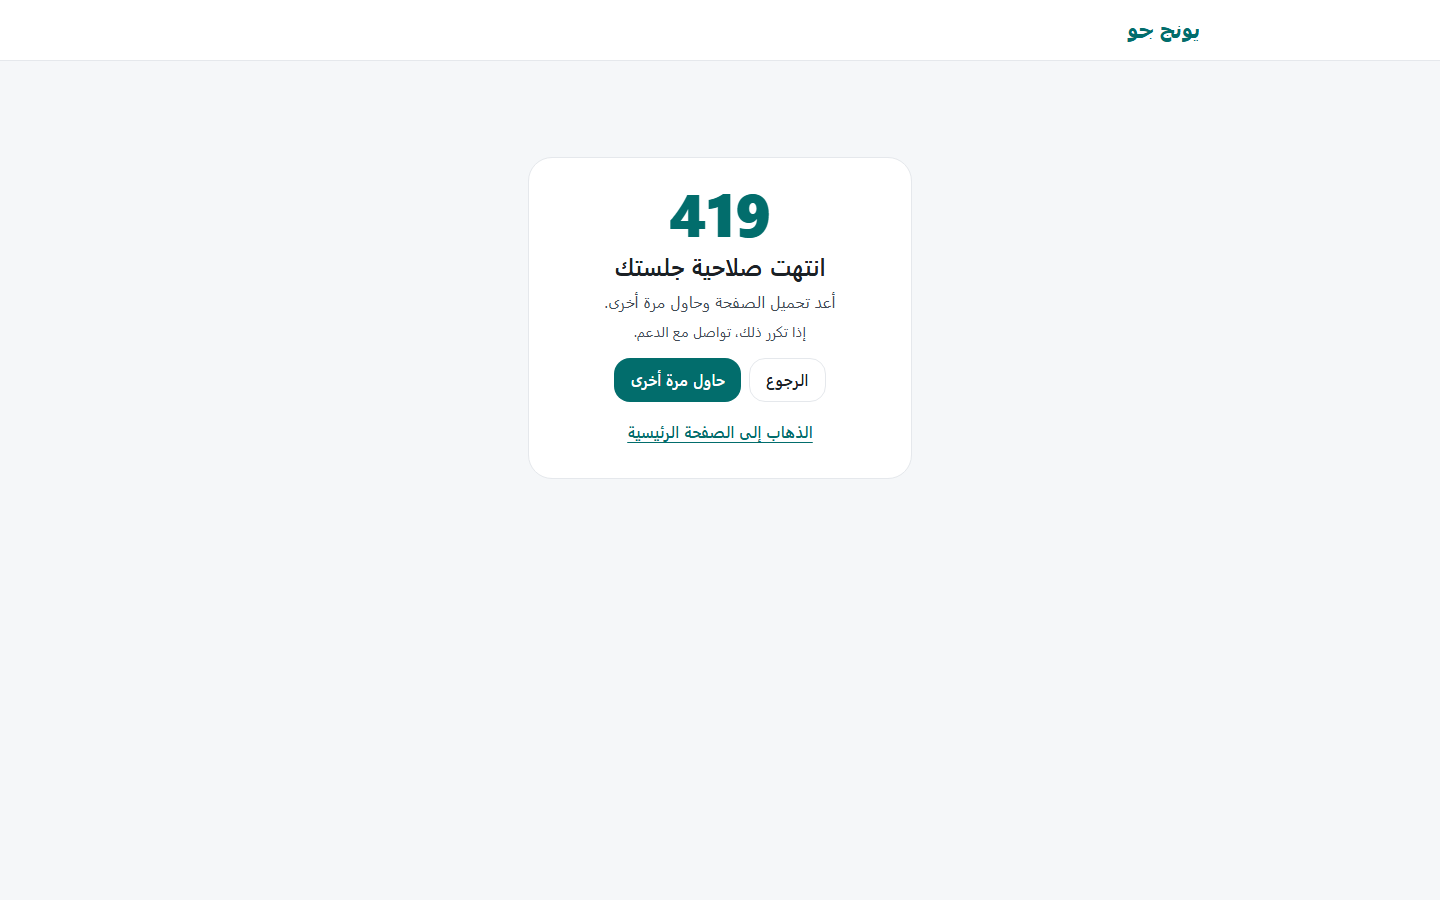 يونج جو
419
انتهت صلاحية جلستك
أعد تحميل الصفحة وحاول مرة أخرى.
إذا تكرر ذلك، تواصل مع الدعم.
الرجوع
حاول مرة أخرى
الذهاب إلى الصفحة الرئيسية